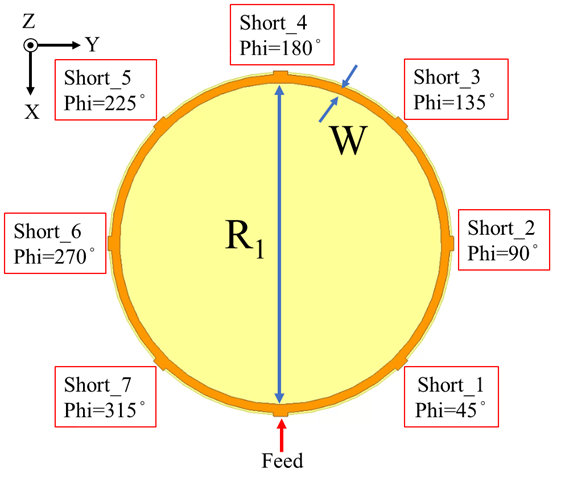 Short_4
Phi=180°
Z
Y
X
Short_5
Phi=225°
Short_3
Phi=135°
W
R₁
Short_6
Phi=270°
Short_2
Phi=90°
Short_7
Phi=315°
Short_1
Phi=45°
Feed